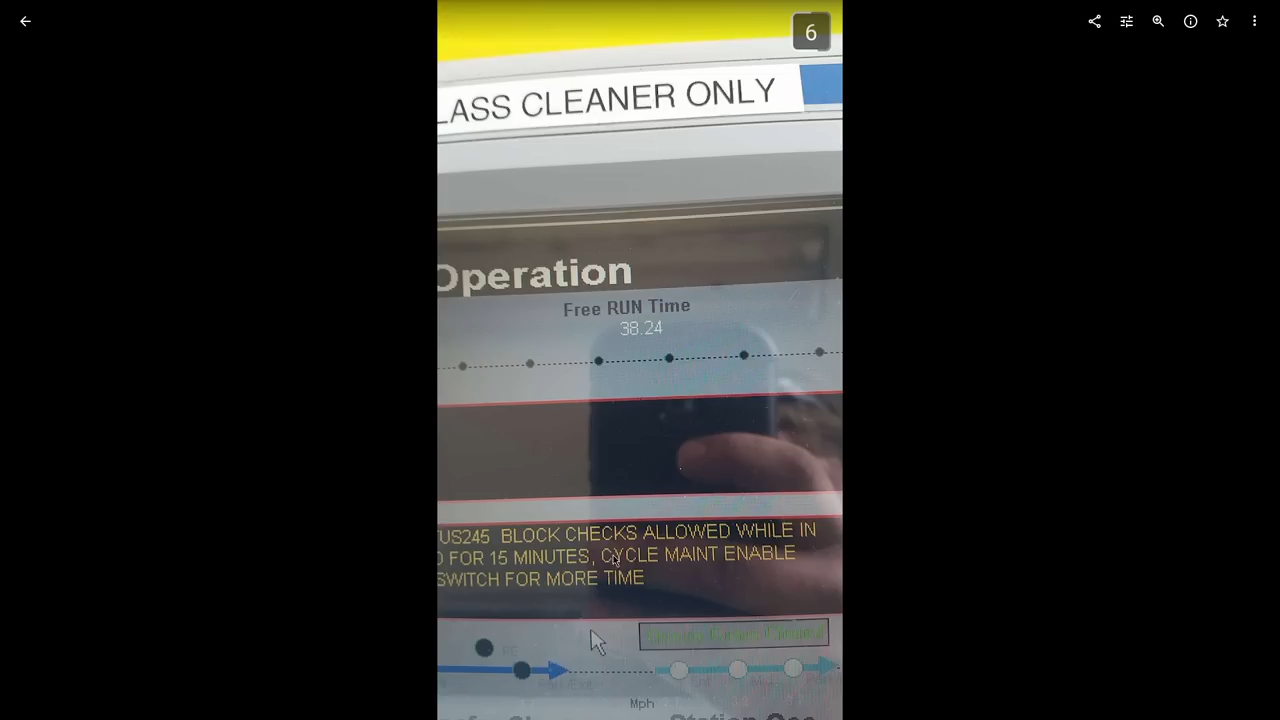 6
LASS CLEANER ONLY
Operation
Free RUN Time
38.24
TUS245 BLOCK CHECKS ALLOWED WHILE IN
D FOR 15 MINUTES, CYCLE MAINT ENABLE
SWITCH FOR MORE TIME
Mph